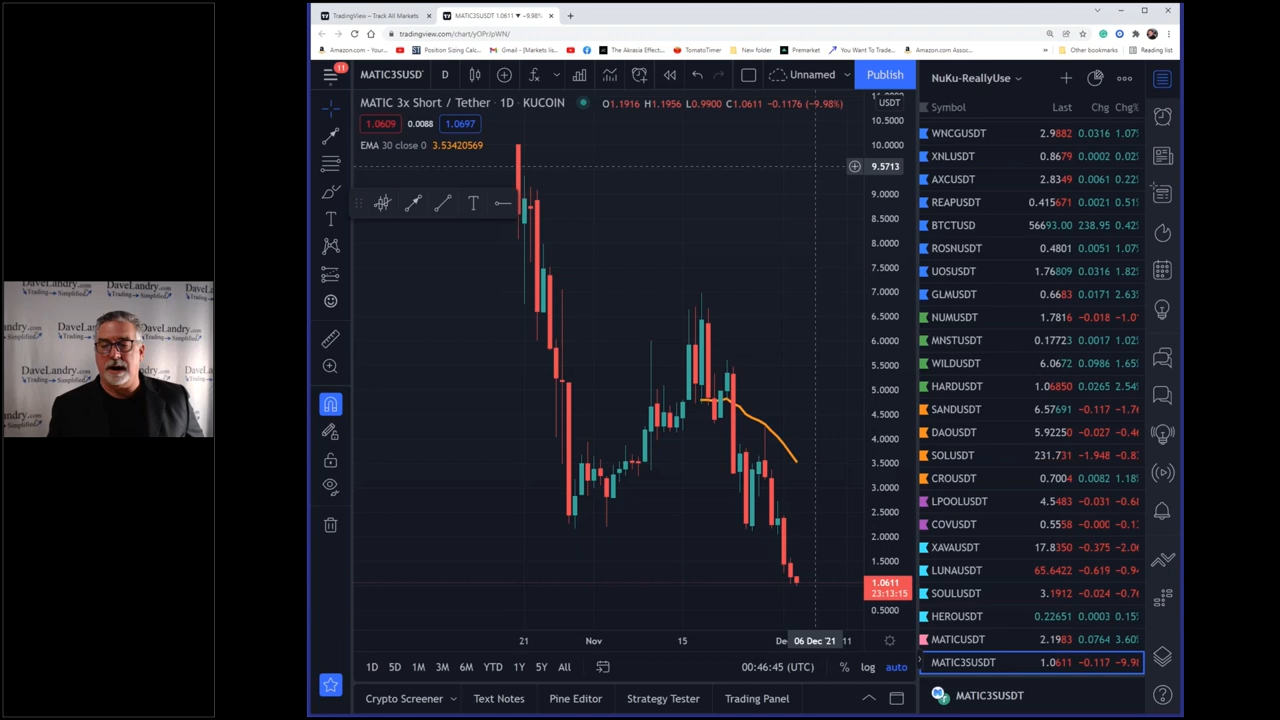 TradingView — Track All Markets
MATIC3SUSDT 1.0611 ▼ −9.98%
tradingview.com/chart/yOPrJpWN/
Amazon.com - Your...
Position Sizing Calc...
Gmail - [Markets lis...
The Akrasia Effect...
TomatoTimer
New folder
Premarket
You Want To Trade...
Amazon.com Assoc...
»
Other bookmarks
Reading list
11
MATIC3SUSD
D
Unnamed
Publish
NuKu-ReallyUse
MATIC 3x Short / Tether · 1D · KUCOIN
O1.1916 H1.1956 L0.9900 C1.0611 −0.1176 (−9.98%)
USDT
1.0609 0.0088 1.0697
EMA 30 close 0 3.53420569
Symbol Last Chg Chg%
WNCGUSDT 2.9882 0.0316 1.07%
XNLUSDT 0.8679 0.0002 0.02%
AXCUSDT 2.8349 0.0061 0.22%
REAPUSDT 0.415671 0.0021 0.51%
BTCTUSD 56693.00 238.95 0.42%
ROSNUSDT 0.4801 0.0051 1.07%
UOSUSDT 1.76809 0.0316 1.82%
GLMUSDT 0.6683 0.0171 2.63%
NUMUSDT 1.7816 -0.018 -1.0
MNSTUSDT 0.17723 0.0017 1.02%
WILDUSDT 6.0672 0.0986 1.65%
HARDUSDT 1.06850 0.0265 2.54%
SANDUSDT 6.57691 -0.117 -1.7
DAOUSDT 5.92250 -0.027 -0.4
SOLUSDT 231.731 -1.948 -0.8
CROUSDT 0.7004 0.0082 1.18%
LPOOLUSDT 4.5483 -0.031 -0.6
COVUSDT 0.5558 -0.000 -0.1
XAVAUSDT 17.8350 -0.375 -2.0
LUNAUSDT 65.6422 -0.619 -0.9
SOULUSDT 3.1912 -0.024 -0.7
HEROUSDT 0.22651 0.0003 0.15%
MATICUSDT 2.1983 0.0764 3.60%
MATIC3SUSDT 1.0611 -0.117 -9.9
MATIC3SUSDT
10.5000
10.0000
9.5713
9.0000
8.5000
8.0000
7.5000
7.0000
6.5000
6.0000
5.5000
5.0000
4.5000
4.0000
3.5000
3.0000
2.5000
2.0000
1.5000
1.0611
23:13:15
0.5000
21 Nov 15 De 06 Dec '21 11
1D 5D 1M 3M 6M YTD 1Y 5Y All
00:46:45 (UTC) % log auto
Crypto Screener
Text Notes
Pine Editor
Strategy Tester
Trading Panel
DaveLandry.com
Trading Simplified